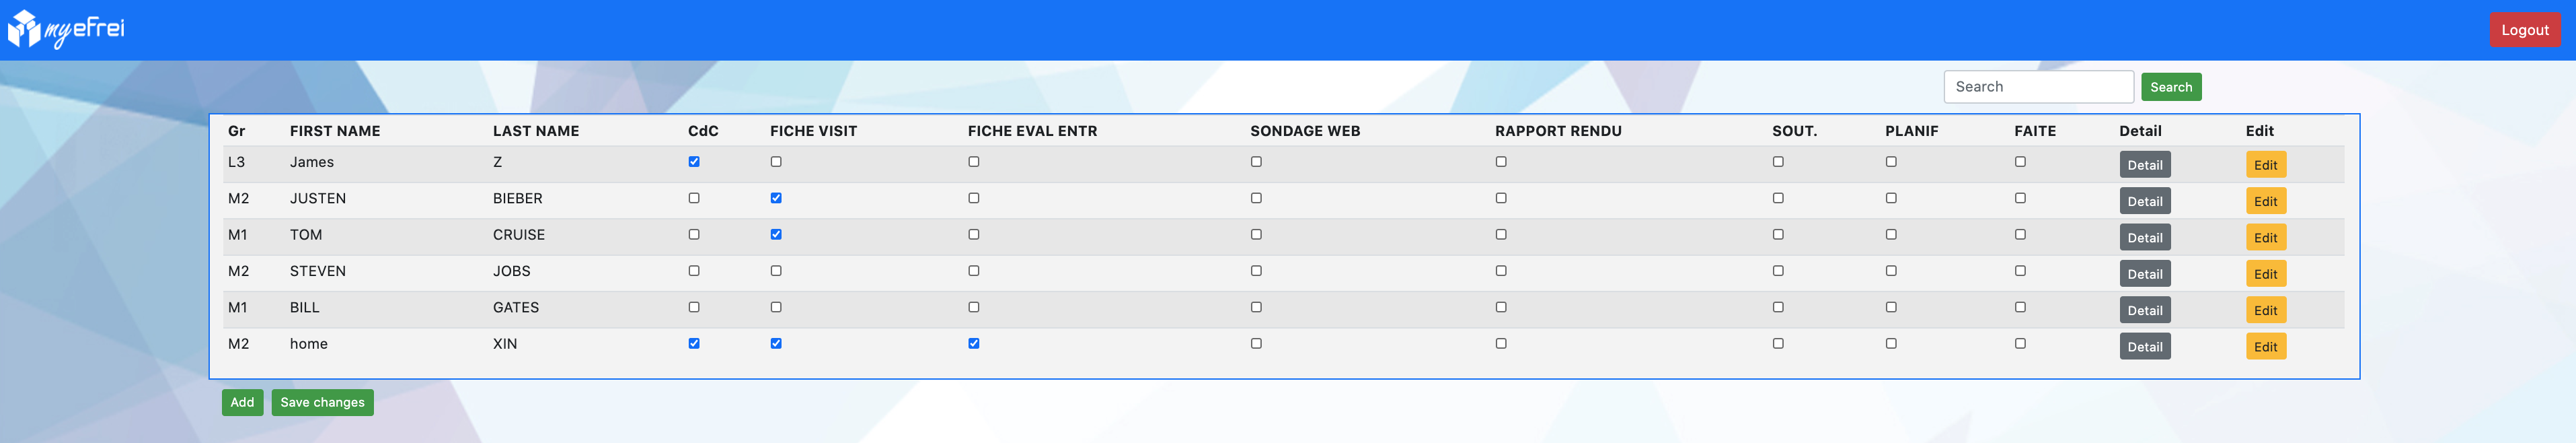 myefrei
Logout
Search Search
Gr FIRST NAME LAST NAME CdC FICHE VISIT FICHE EVAL ENTR SONDAGE WEB RAPPORT RENDU SOUT. PLANIF FAITE Detail Edit
L3 James Z Detail Edit
M2 JUSTEN BIEBER Detail Edit
M1 TOM CRUISE Detail Edit
M2 STEVEN JOBS Detail Edit
M1 BILL GATES Detail Edit
M2 home XIN Detail Edit
Add Save changes